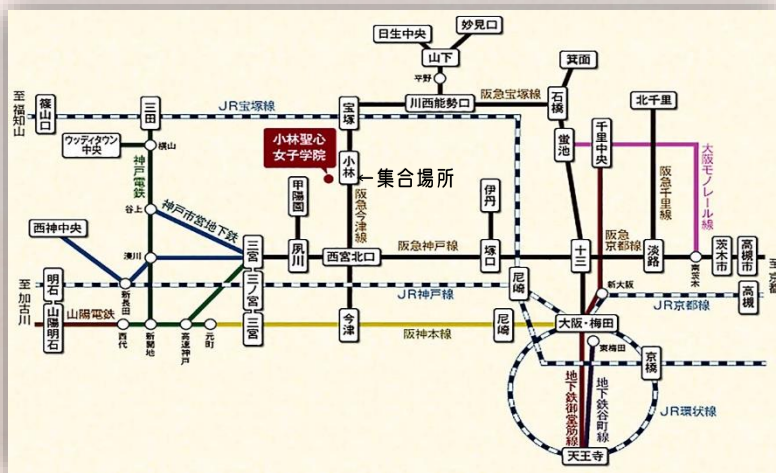 日生中央
妙見口
山下
平野
箕面
北千里
至福知山
篠山口
JR宝塚線
三田
宝塚
川西能勢口
阪急宝塚線
石橋
千里中央
ウッディタウン
中央
横山
小林聖心
女子学院
小林
←集合場所
蛍池
大阪モノレール線
神戸電鉄
甲陽園
阪急今津線
伊丹
阪急千里線
谷上
神戸市営地下鉄
西神中央
湊川
三宮
夙川
西宮北口
阪急神戸線
塚口
十三
阪急
京都線
淡路
南茨木
茨木市
高槻市
至京都
明石
新長田
三ノ宮
JR神戸線
尼崎
新大阪
JR京都線
高槻
至加古川
山陽明石
山陽電鉄
西代
新開地
高速神戸
元町
三宮
今津
阪神本線
尼崎
大阪・梅田
東梅田
京橋
地下鉄御堂筋線
地下鉄谷町線
JR環状線
天王寺